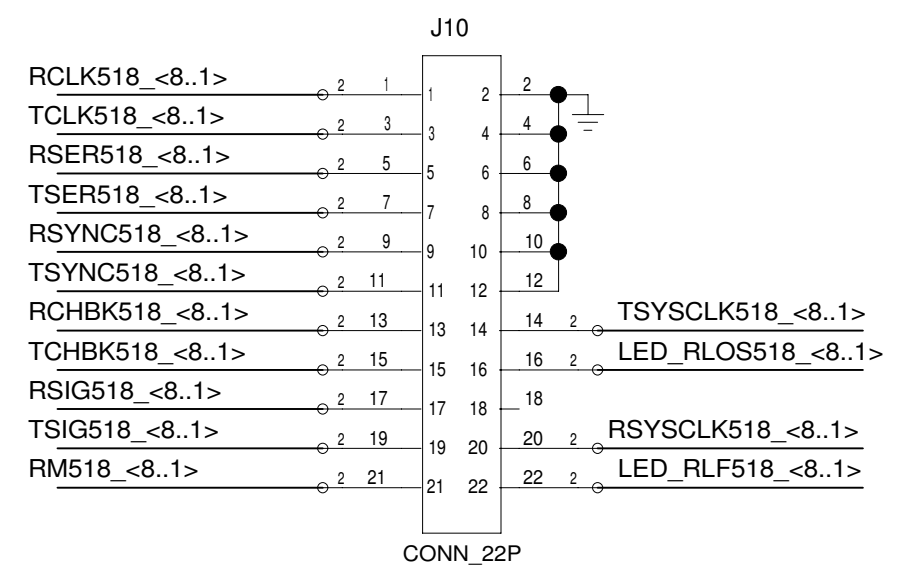 J10
RCLK518_<8..1> 2 1 1 2 2
TCLK518_<8..1> 2 3 3 4 4
RSER518_<8..1> 2 5 5 6 6
TSER518_<8..1> 2 7 7 8 8
RSYNC518_<8..1> 2 9 9 10 10
TSYNC518_<8..1> 2 11 11 12 12
RCHBK518_<8..1> 2 13 13 14 14 2 TSYSCLK518_<8..1>
TCHBK518_<8..1> 2 15 15 16 16 2 LED_RLOS518_<8..1>
RSIG518_<8..1> 2 17 17 18 18
TSIG518_<8..1> 2 19 19 20 20 2 RSYSCLK518_<8..1>
RM518_<8..1> 2 21 21 22 22 2 LED_RLF518_<8..1>
CONN_22P